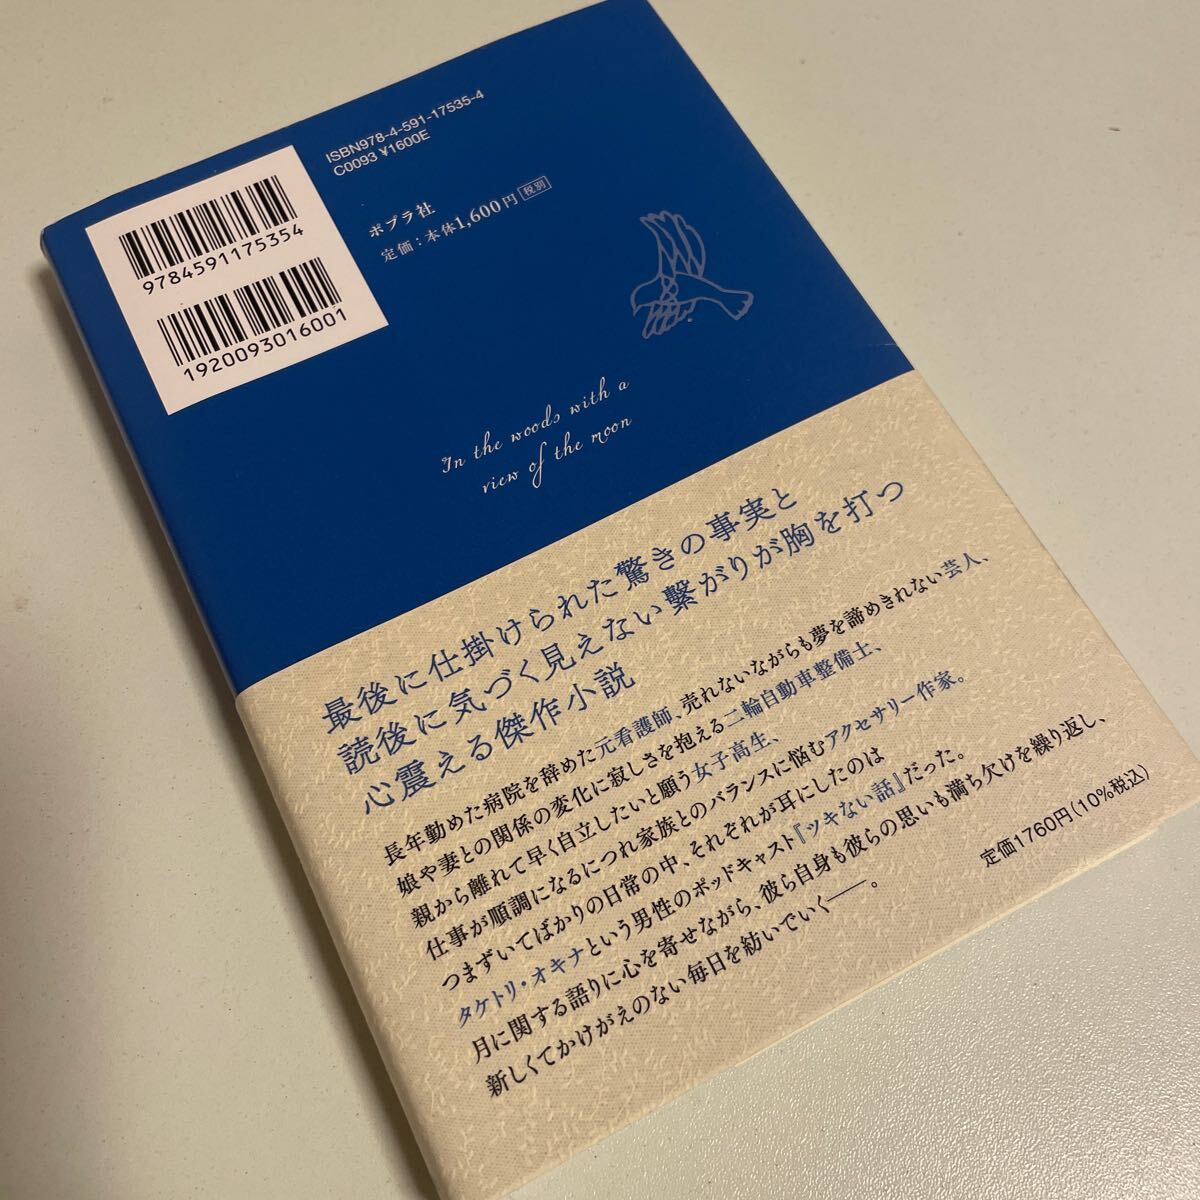 ISBN978-4-591-17535-4
C0093 ¥1600E
9784591175354
1920093016001
ポプラ社
定価：本体1,600円 税別
In the woods with a
view of the moon
最後に仕掛けられた驚きの事実と
読後に気づく見えない繋がりが胸を打つ
心震える傑作小説
長年勤めた病院を辞めた元看護師、売れないながらも夢を諦めきれない芸人、
娘や妻との関係の変化に寂しさを抱える二輪自動車整備士、
親から離れて早く自立したいと願う女子高生、
仕事が順調になるにつれ家族とのバランスに悩むアクセサリー作家。
つまずいてばかりの日常の中、それぞれが耳にしたのは
タケトリ・オキナという男性のポッドキャスト『ツキない話』だった。
月に関する語りに心を寄せながら、彼ら自身も彼らの思いも満ち欠けを繰り返し、
新しくてかけがえのない毎日を紡いでいく――。
定価1760円(10%税込)